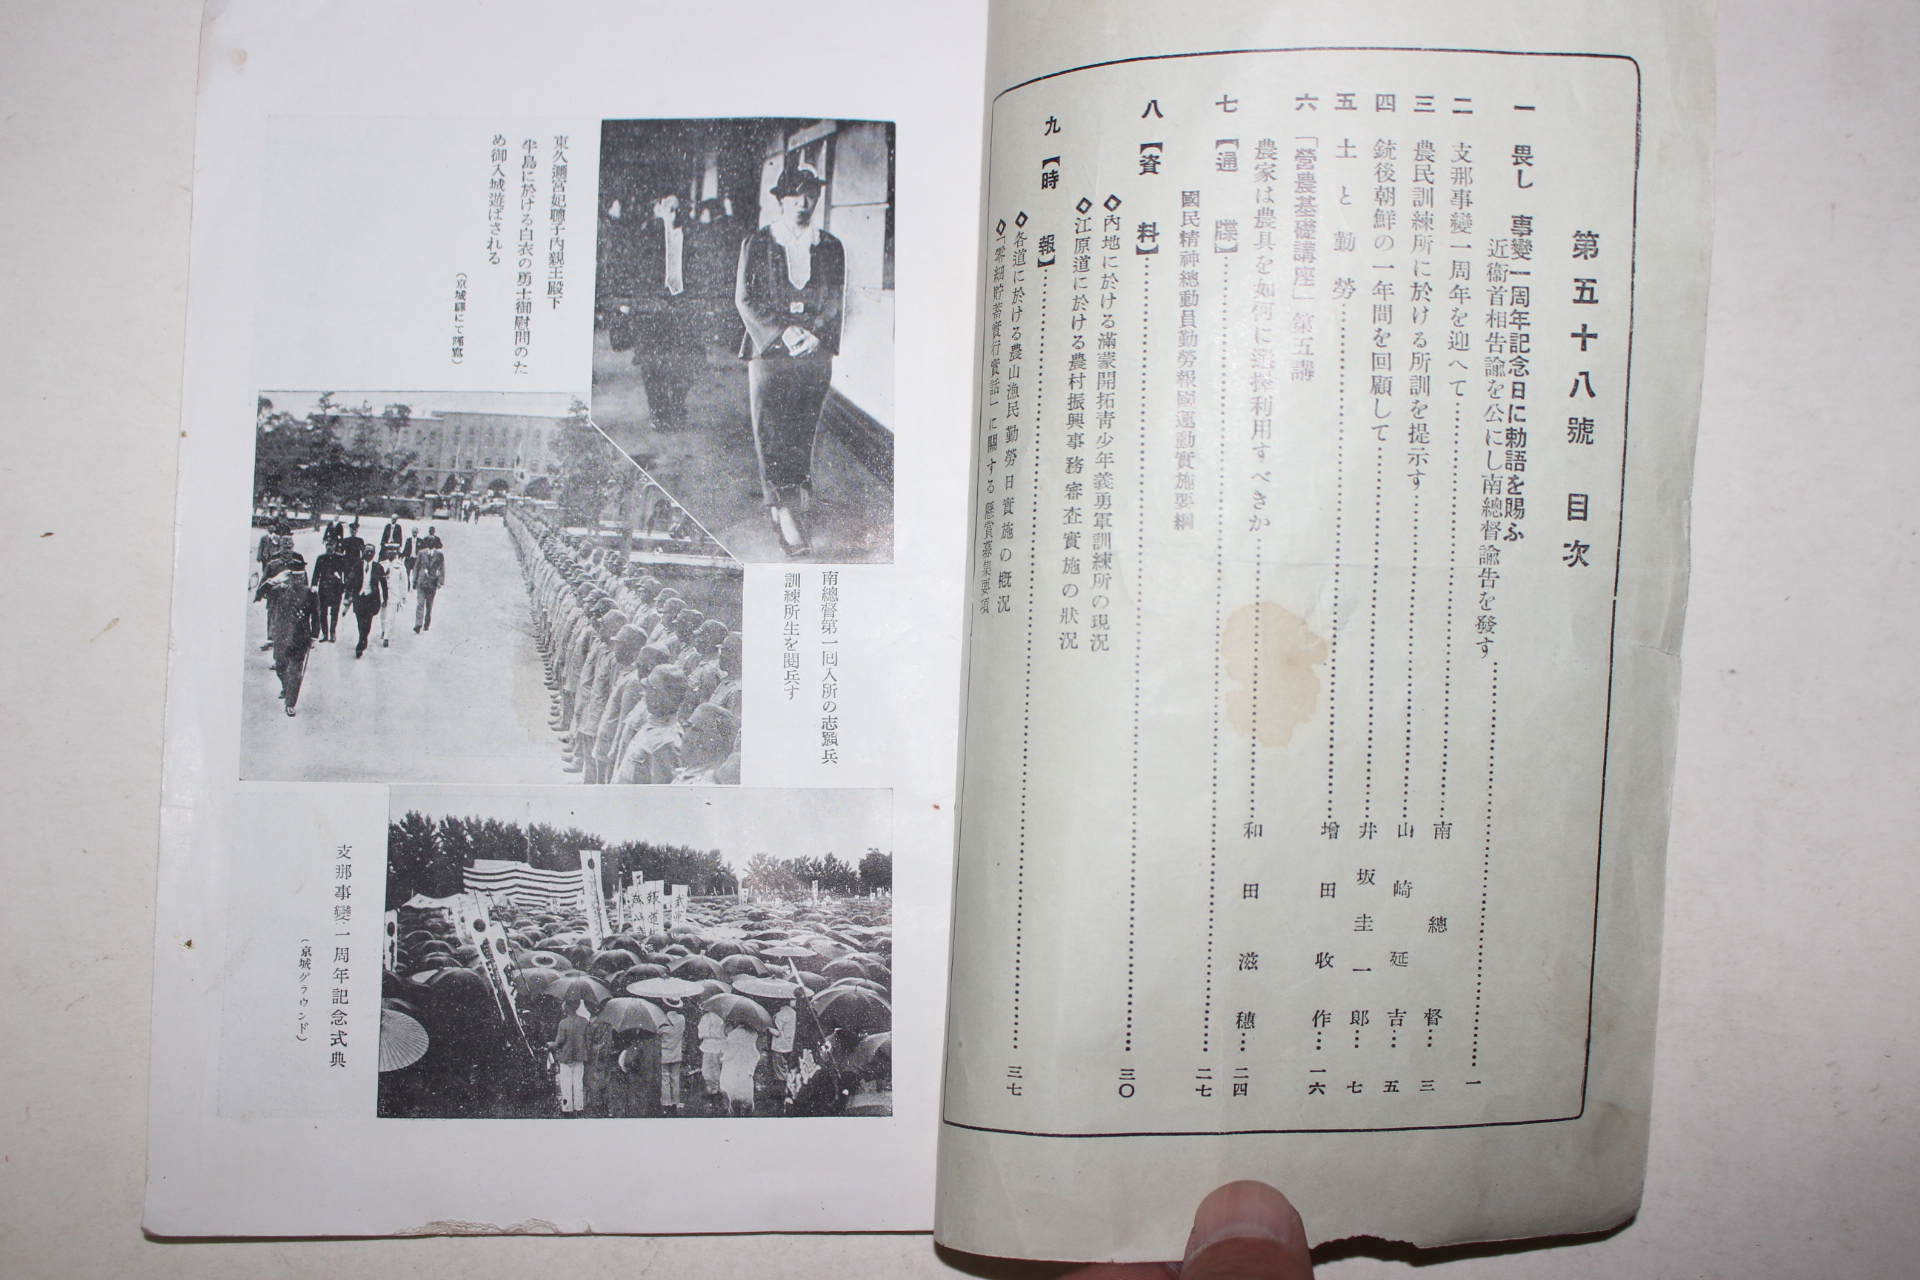 第五十八號 目次
一 畏し 事變一周年記念日に勅語を賜ふ
近衞首相告諭を公にし南總督諭告を發す…一
二 支那事變一周年を迎へて…南總督…三
三 農民訓練所に於ける所訓を提示す…山崎延吉…五
四 銃後朝鮮の一年間を回顧して…井坂圭一郎…七
五 土と勤勞…增田收作…一六
六 「營農基礎講座」第五講
農家は農具を如何に選擇利用すべきか…和田滋穗…二四
七 【通牒】…二七
國民精神總動員勤勞報國運動實施要綱
八 【資料】…三〇
◇內地に於ける滿蒙開拓靑少年義勇軍訓練所の現況
◇江原道に於ける農村振興事務審査實施の狀況
九 【時報】…三七
◇各道に於ける農山漁民勤勞日實施の槪況
◇「零細貯蓄實行實話」に關する懸賞募集要項
東久邇宮妃聰子內親王殿下
半島に於ける白衣の勇士御慰問のた
め御入城遊ばされる
(京城驛にて謹寫)
南總督第一回入所の志願兵
訓練所生を閱兵す
支那事變一周年記念式典
(京城グラウンド)